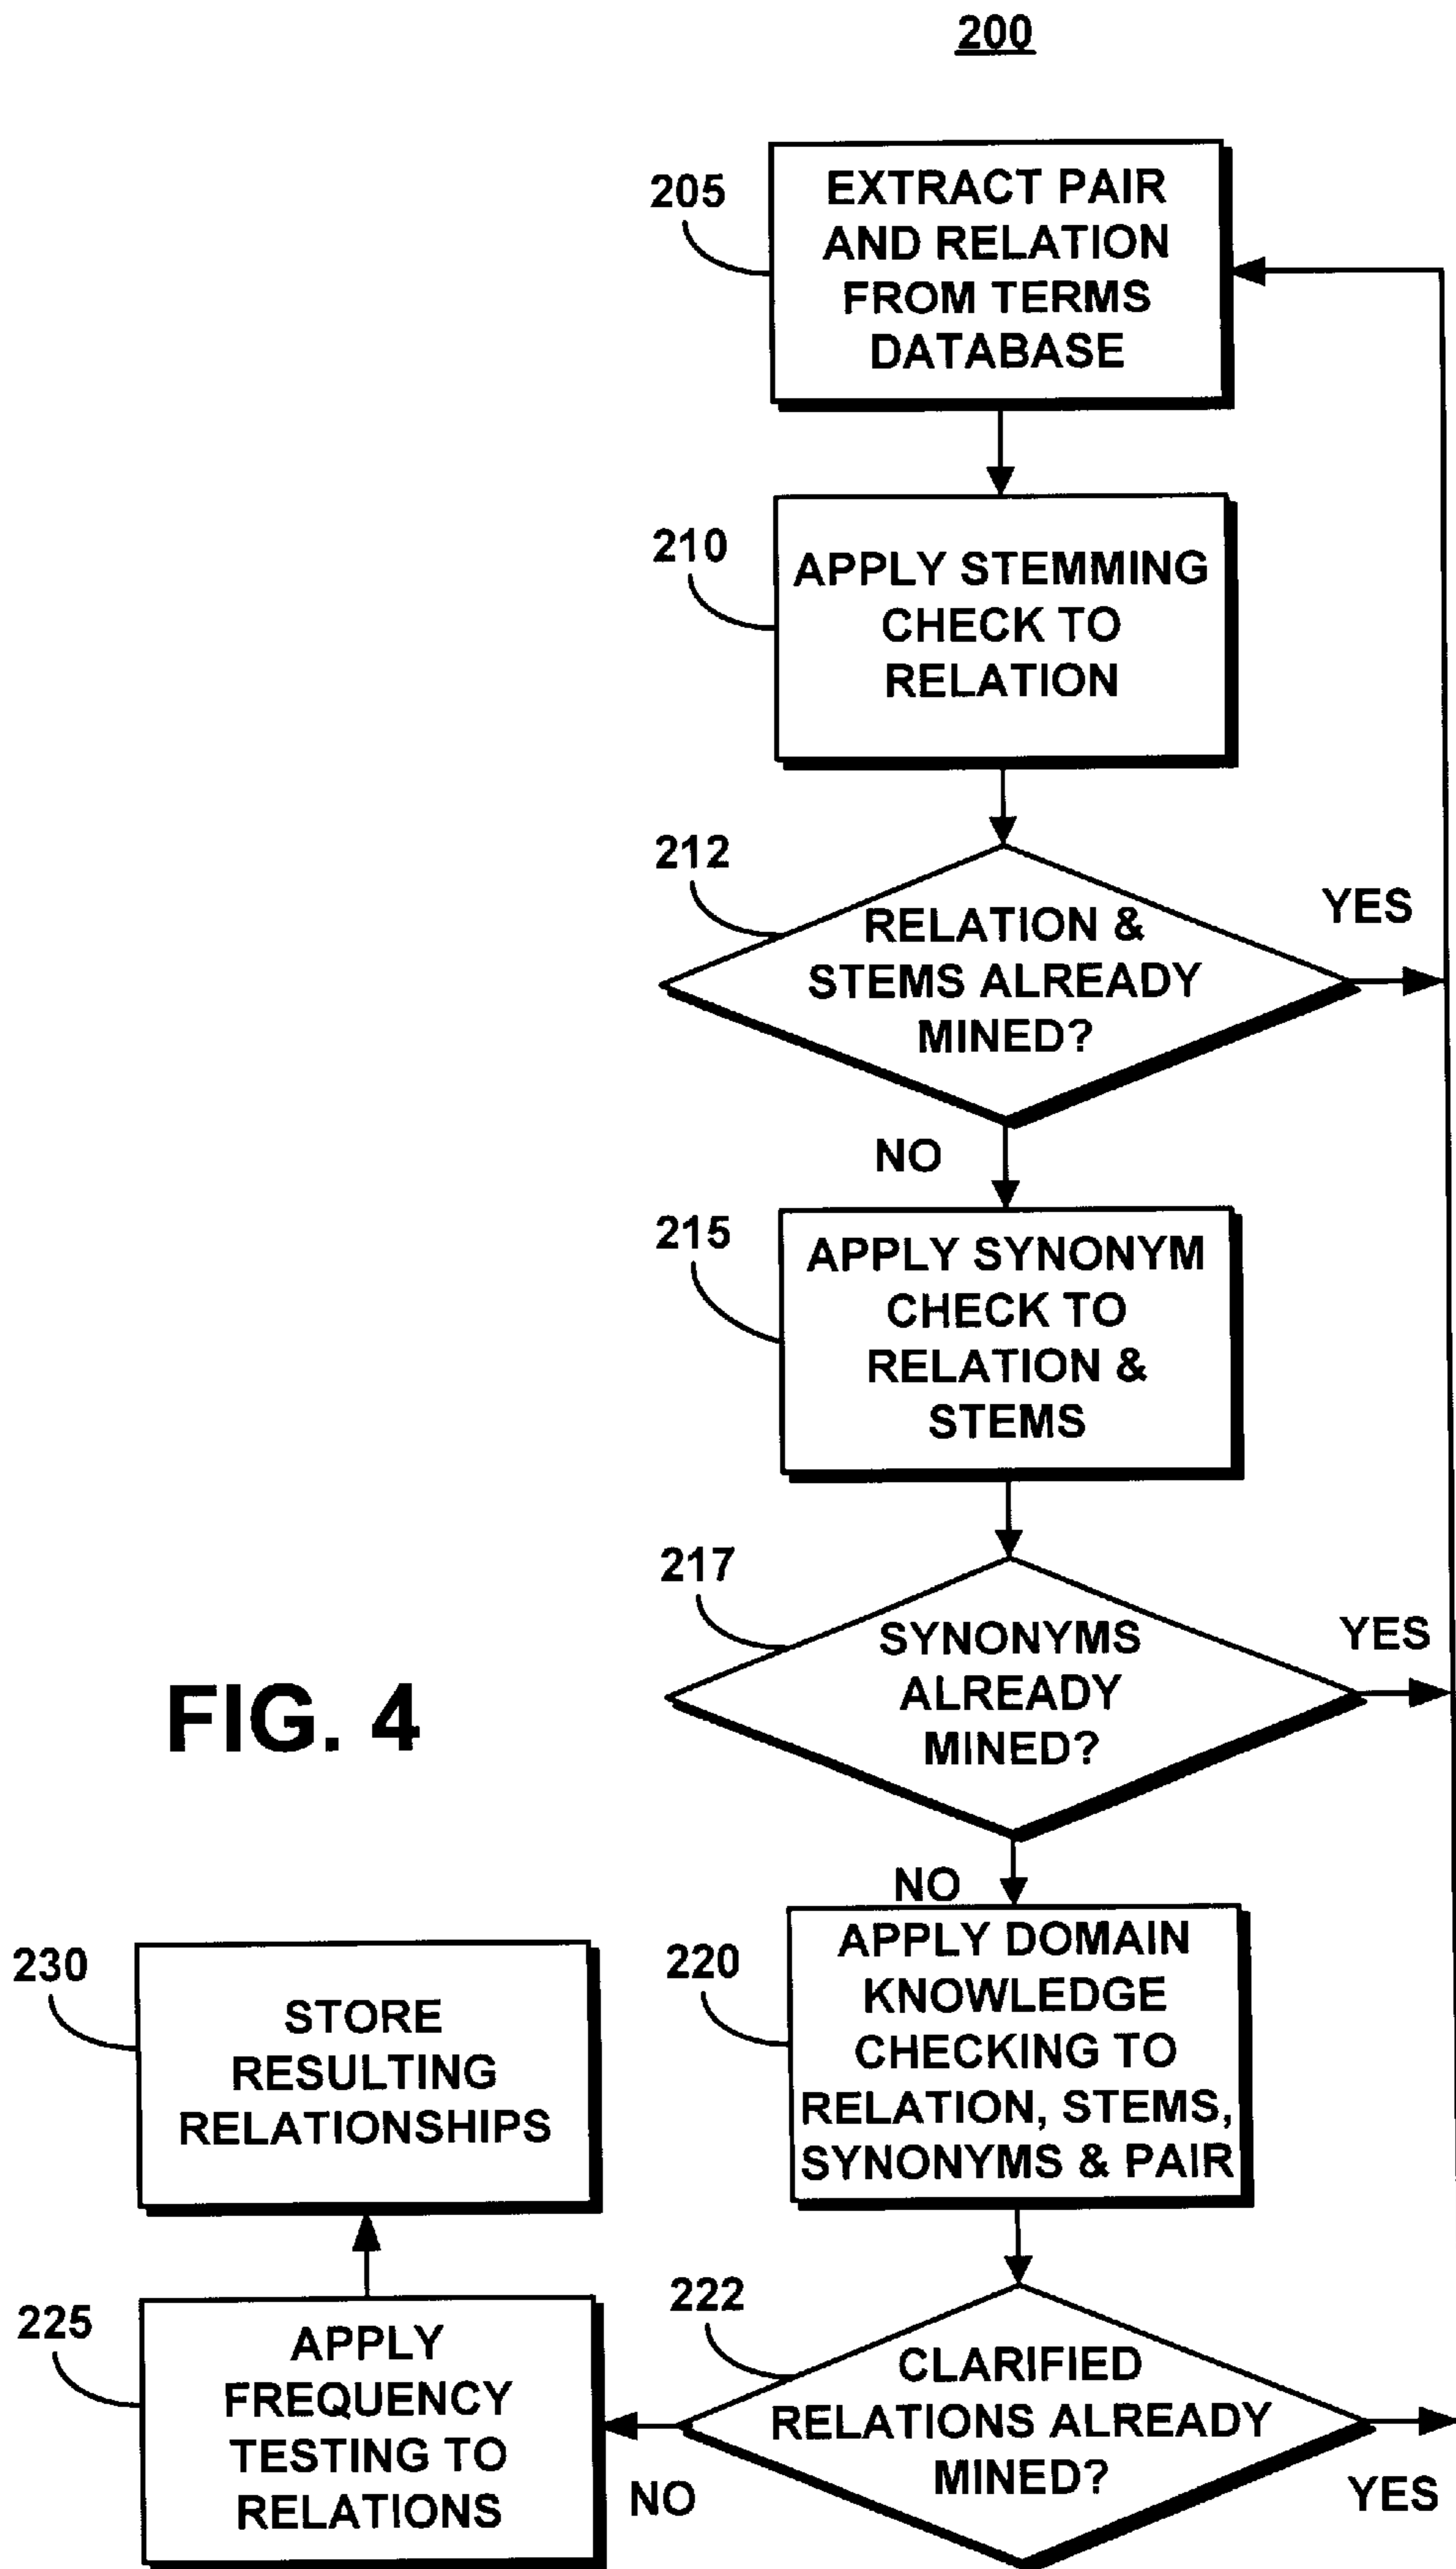 200
205
EXTRACT PAIR
AND RELATION
FROM TERMS
DATABASE
210
APPLY STEMMING
CHECK TO
RELATION
212
RELATION &
STEMS ALREADY
MINED?
YES
NO
215
APPLY SYNONYM
CHECK TO
RELATION &
STEMS
217
SYNONYMS
ALREADY
MINED?
YES
FIG. 4
NO
220
APPLY DOMAIN
KNOWLEDGE
CHECKING TO
RELATION, STEMS,
SYNONYMS & PAIR
222
CLARIFIED
RELATIONS ALREADY
MINED?
YES
NO
225
APPLY
FREQUENCY
TESTING TO
RELATIONS
230
STORE
RESULTING
RELATIONSHIPS